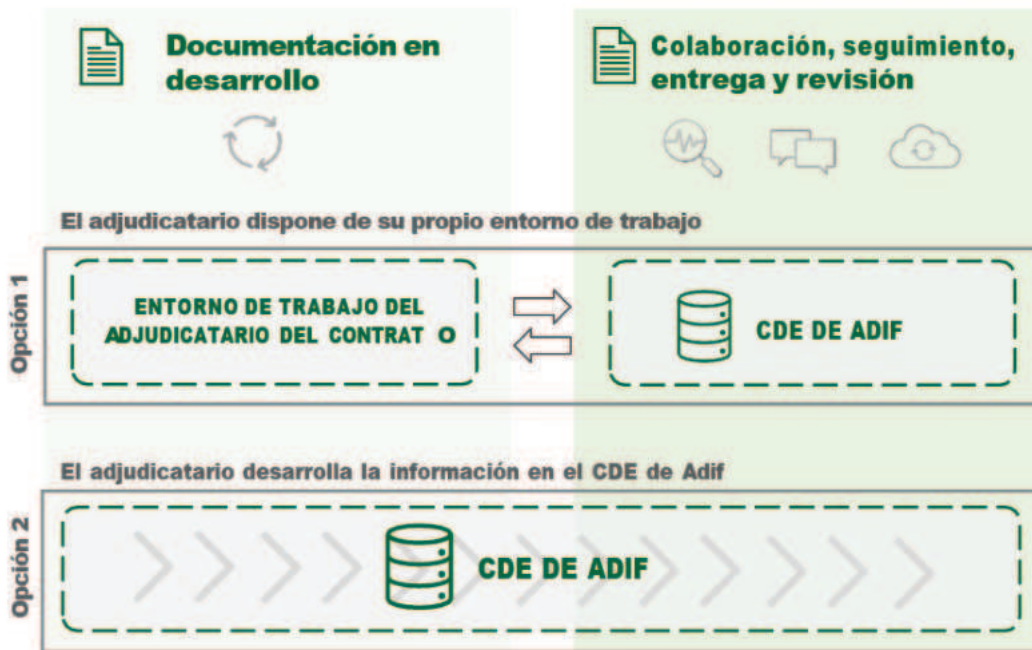 Documentación en
desarrollo
Colaboración, seguimiento,
entrega y revisión
El adjudicatario dispone de su propio entorno de trabajo
Opción 1
ENTORNO DE TRABAJO DEL
ADJUDICATARIO DEL CONTRAT O
CDE DE ADIF
El adjudicatario desarrolla la información en el CDE de Adif
Opción 2
CDE DE ADIF